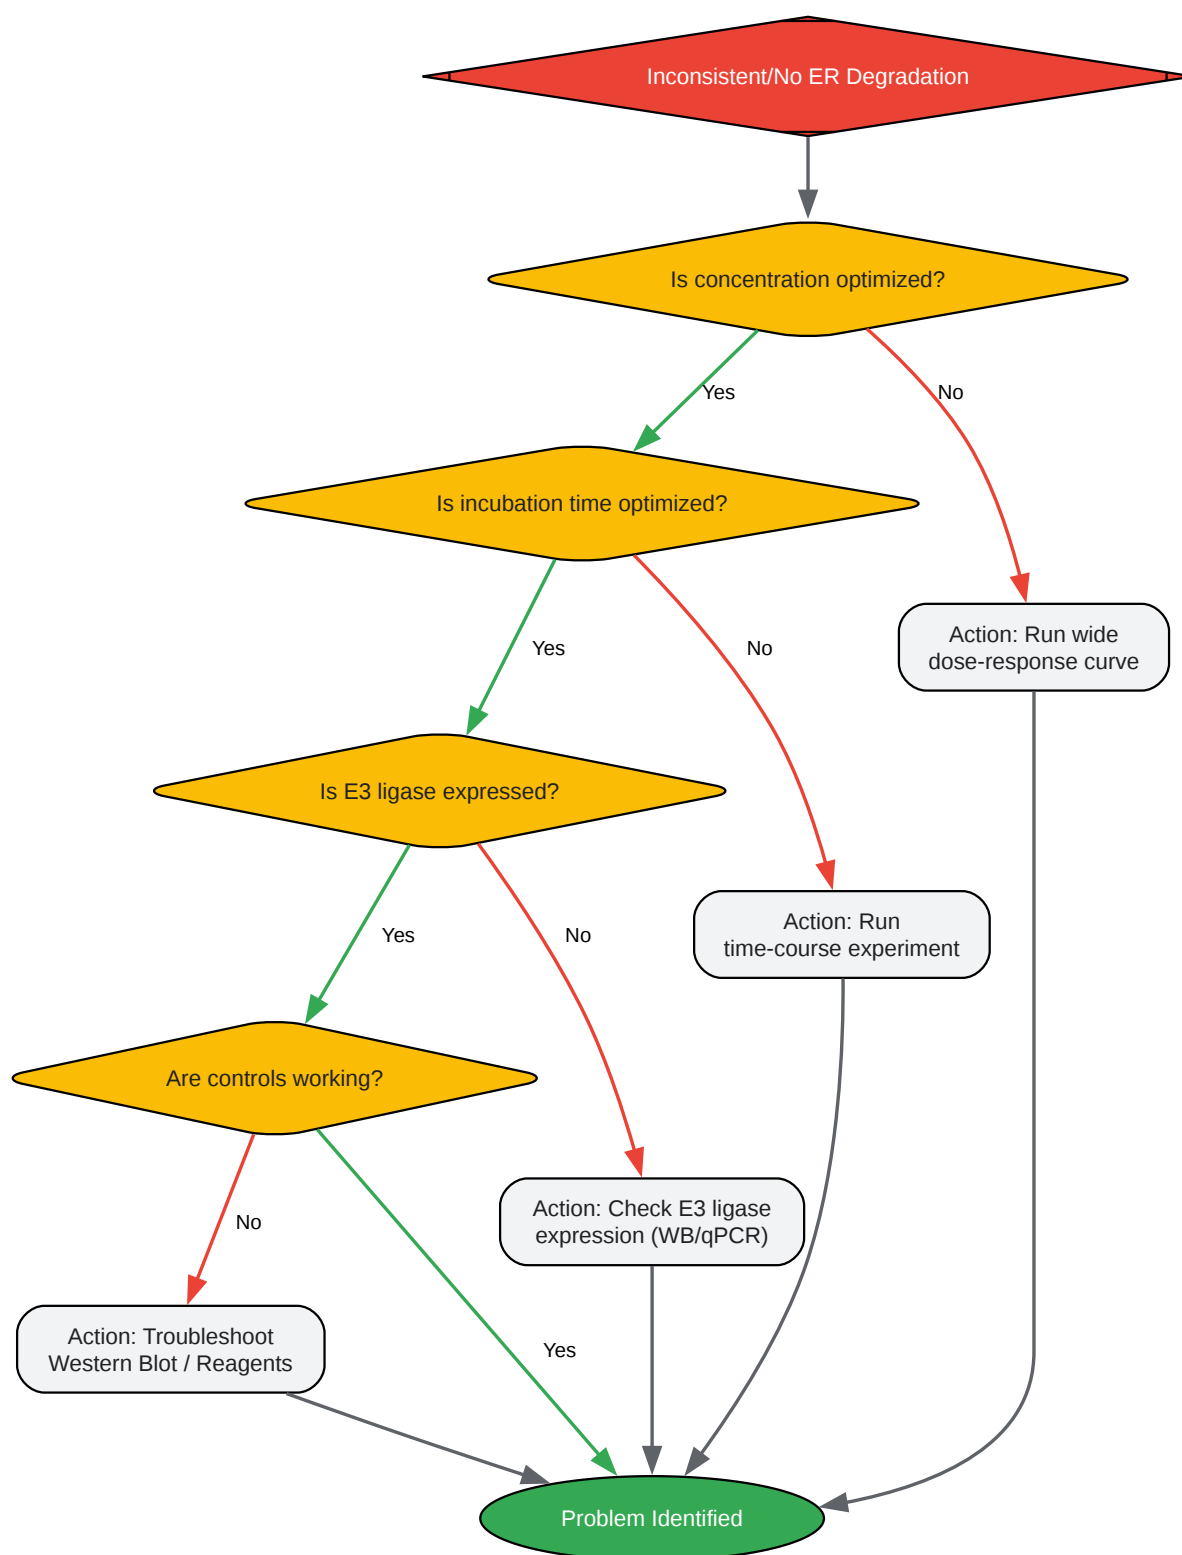 Inconsistent/No ER Degradation
Is concentration optimized?
Yes
No
Is incubation time optimized?
Action: Run wide
dose-response curve
Yes
No
Is E3 ligase expressed?
Action: Run
time-course experiment
Yes
No
Are controls working?
Action: Check E3 ligase
expression (WB/qPCR)
No
Action: Troubleshoot
Western Blot / Reagents
Yes
Problem Identified